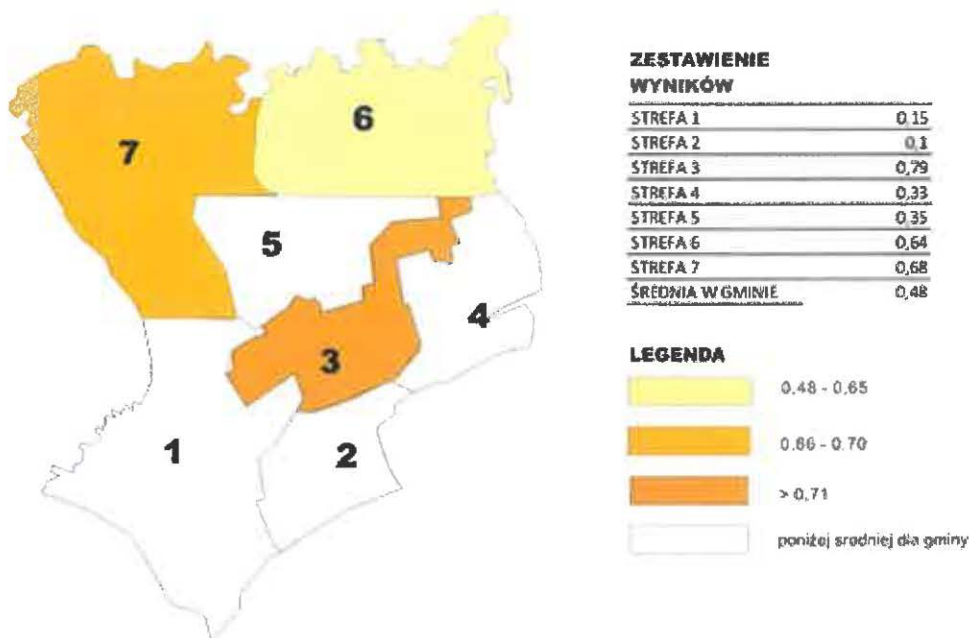 7
6
5
4
3
1
2
ZESTAWIENIE
WYNIKÓW
STREFA 1 0,15
STREFA 2 0,1
STREFA 3 0,79
STREFA 4 0,33
STREFA 5 0,35
STREFA 6 0,64
STREFA 7 0,68
ŚREDNIA W GMINIE 0,48
LEGENDA
0,48 - 0,65
0,66 - 0,70
> 0,71
poniżej sredniej dla gminy